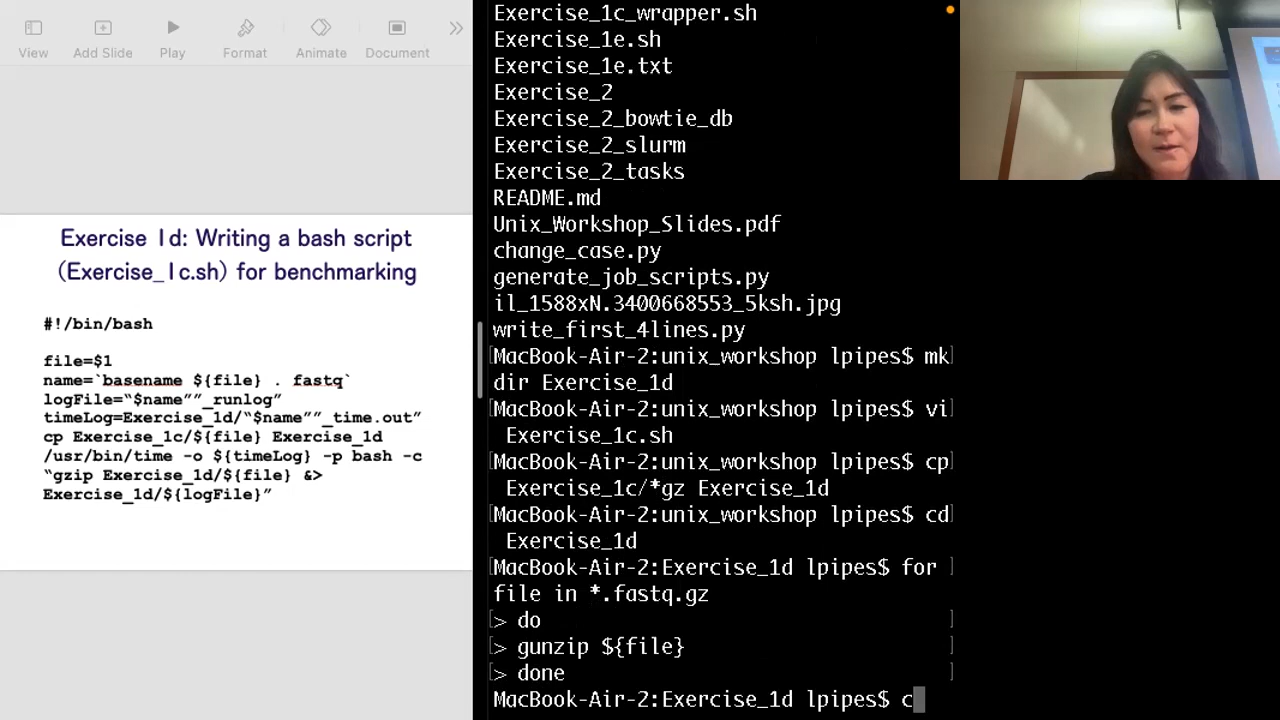 View
Add Slide
Play
Format
Animate
Document
Exercise 1d: Writing a bash script
(Exercise_1c.sh) for benchmarking
#!/bin/bash
file=$1
name=`basename ${file} . fastq`
logFile=“$name””_runlog”
timeLog=Exercise_1d/“$name””_time.out”
cp Exercise_1c/${file} Exercise_1d
/usr/bin/time -o ${timeLog} -p bash -c
“gzip Exercise_1d/${file} &>
Exercise_1d/${logFile}”
Exercise_1c_wrapper.sh
Exercise_1e.sh
Exercise_1e.txt
Exercise_2
Exercise_2_bowtie_db
Exercise_2_slurm
Exercise_2_tasks
README.md
Unix_Workshop_Slides.pdf
change_case.py
generate_job_scripts.py
il_1588xN.3400668553_5ksh.jpg
write_first_4lines.py
[MacBook-Air-2:unix_workshop lpipes$ mk]
dir Exercise_1d
[MacBook-Air-2:unix_workshop lpipes$ vi]
Exercise_1c.sh
[MacBook-Air-2:unix_workshop lpipes$ cp]
Exercise_1c/*gz Exercise_1d
[MacBook-Air-2:unix_workshop lpipes$ cd]
Exercise_1d
[MacBook-Air-2:Exercise_1d lpipes$ for ]
file in *.fastq.gz
[> do ]
[> gunzip ${file} ]
[> done ]
MacBook-Air-2:Exercise_1d lpipes$ c